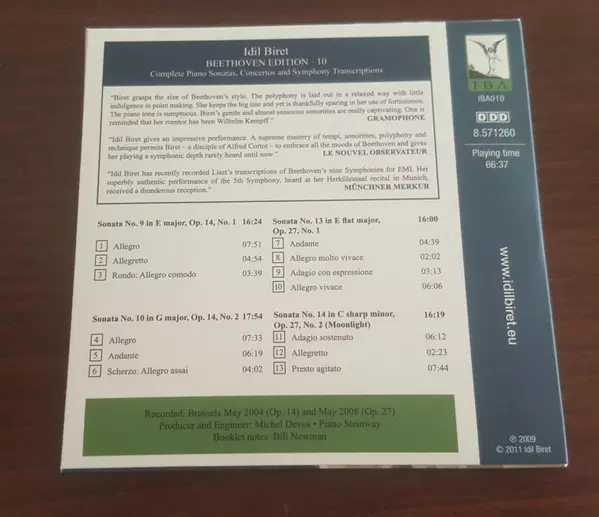 Idil Biret
BEETHOVEN EDITION · 10
Complete Piano Sonatas, Concertos and Symphony Transcriptions
"Biret grasps the size of Beethoven's style. The polyphony is laid out in a relaxed way with little
indulgence in point making. She keeps the big line and yet is thankfully sparing in her use of fortissimos.
The piano tone is sumptuous. Biret's gentle and almost sensuous sonorities are really captivating. One is
reminded that her mentor has been Wilhelm Kempff."
GRAMOPHONE
"Idil Biret gives an impressive performance. A supreme mastery of tempi, sonorities, polyphony and
technique permits Biret – a disciple of Alfred Cortot – to embrace all the moods of Beethoven and gives
her playing a symphonic depth rarely heard until now."
LE NOUVEL OBSERVATEUR
"Idil Biret has recently recorded Liszt's transcriptions of Beethoven's nine Symphonies for EMI. Her
superbly authentic performance of the 5th Symphony, heard at her Herkülessaal recital in Munich,
received a thunderous reception."
MÜNCHNER MERKUR
Sonata No. 9 in E major, Op. 14, No. 1 16:24
1 Allegro 07:51
2 Allegretto 04:54
3 Rondo: Allegro comodo 03:39
Sonata No. 10 in G major, Op. 14, No. 2 17:54
4 Allegro 07:33
5 Andante 06:19
6 Scherzo: Allegro assai 04:02
Sonata No. 13 in E flat major, 16:00
Op. 27, No. 1
7 Andante 04:39
8 Allegro molto vivace 02:02
9 Adagio con espressione 03:13
10 Allegro vivace 06:06
Sonata No. 14 in C sharp minor, 16:19
Op. 27, No. 2 (Moonlight)
11 Adagio sostenuto 06:12
12 Allegretto 02:23
13 Presto agitato 07:44
Recorded: Brussels May 2004 (Op. 14) and May 2008 (Op. 27)
Producer and Engineer: Michel Devos • Piano Steinway
Booklet notes: Bill Newman
IBA
IBA010
DDD
8.571260
Playing time
66:37
www.idilbiret.eu
℗ 2009
© 2011 Idil Biret